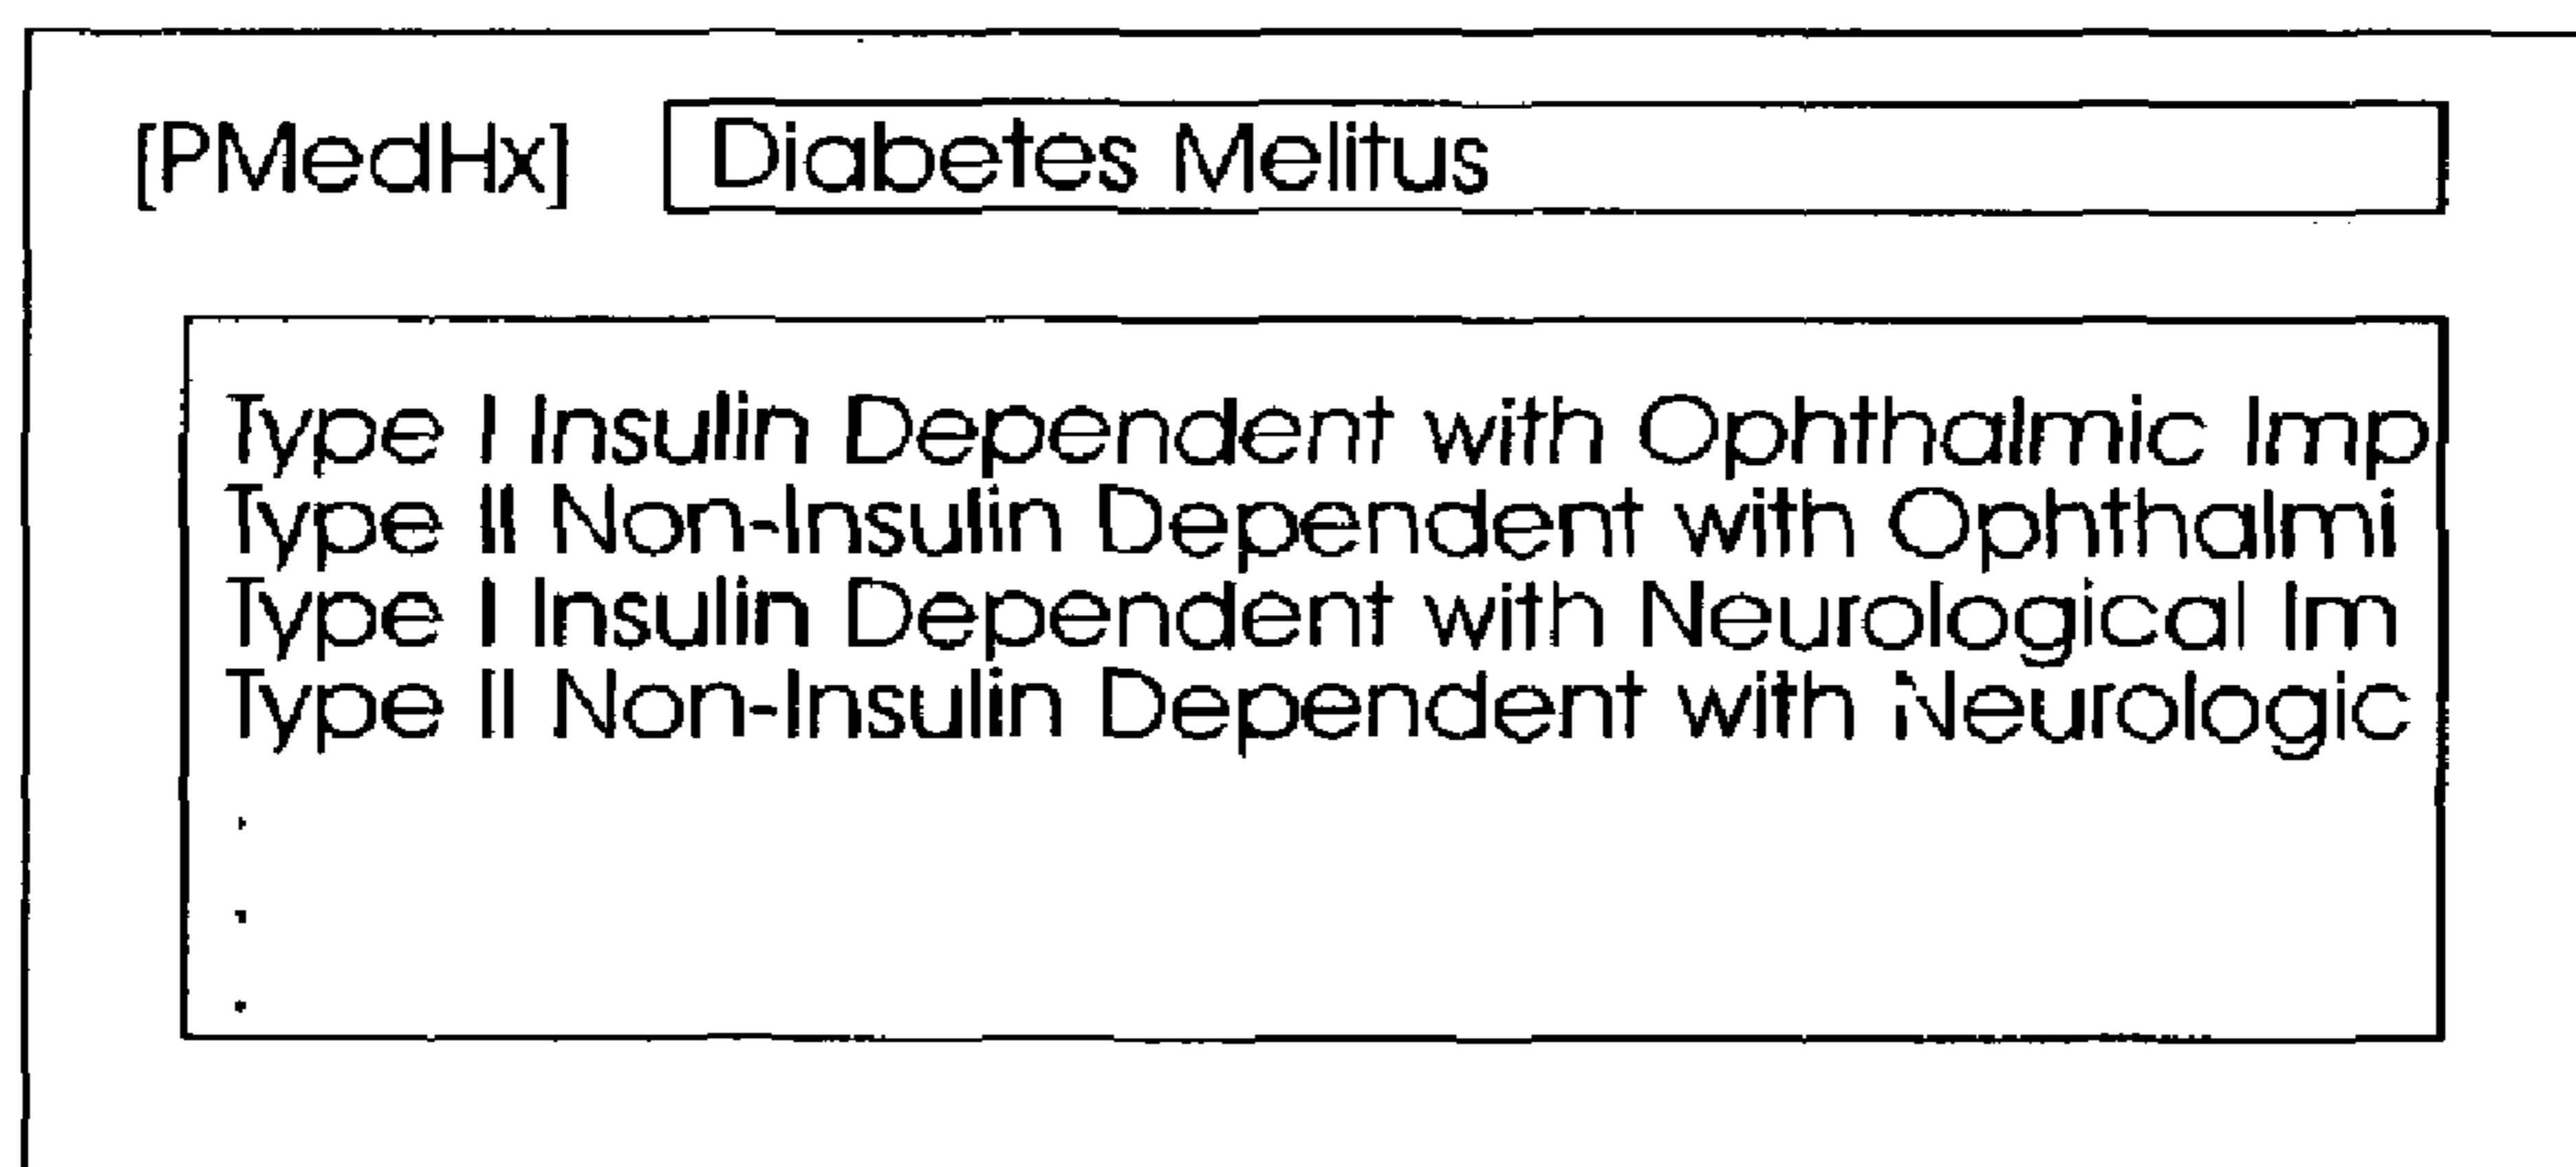 [PMedHx] Diabetes Melitus
Type I Insulin Dependent with Ophthalmic Imp
Type II Non-Insulin Dependent with Ophthalmi
Type I Insulin Dependent with Neurological Im
Type II Non-Insulin Dependent with Neurologic
.
.
.